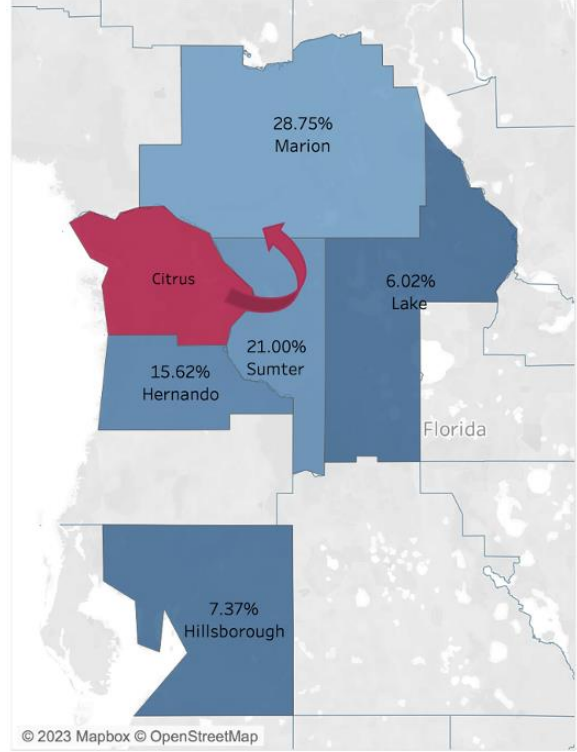 28.75%
Marion
Citrus
6.02%
Lake
21.00%
Sumter
15.62%
Hernando
Florida
7.37%
Hillsborough
© 2023 Mapbox © OpenStreetMap